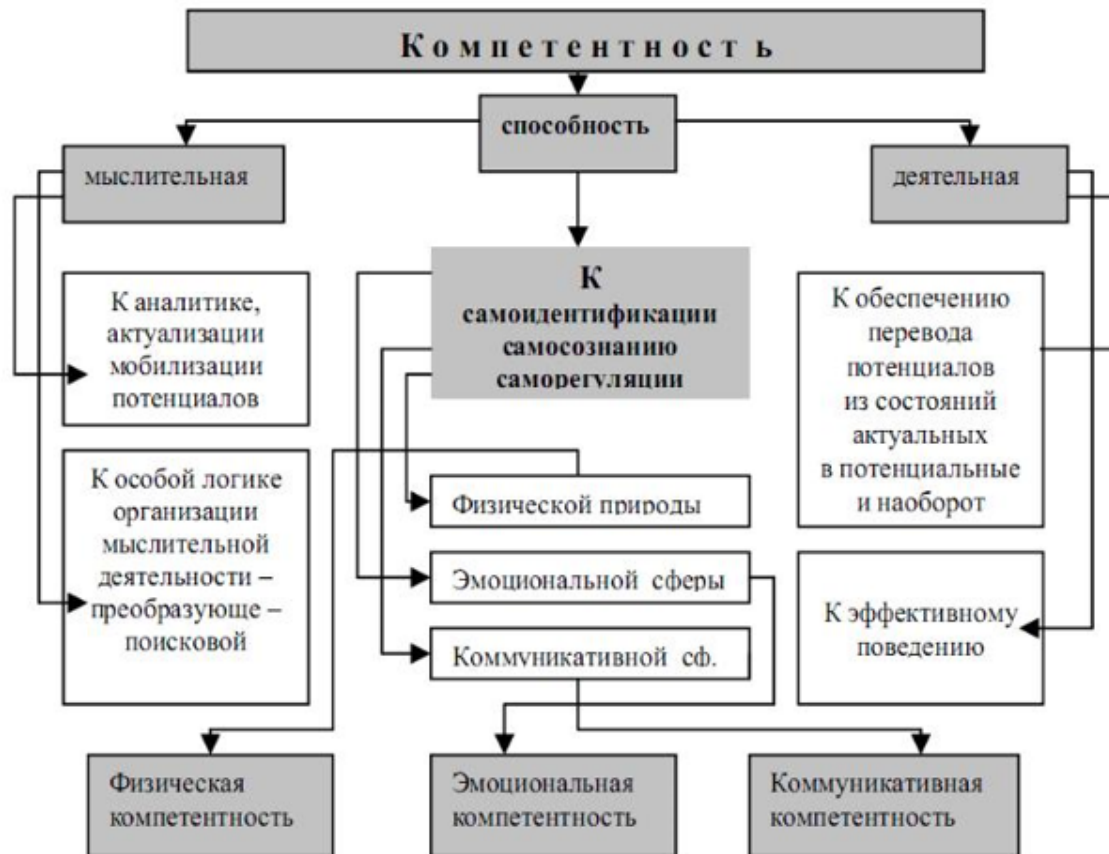 К о м п е т е н т н о с т ь
способность
мыслительная
деятельная
К аналитике,
актуализации
мобилизации
потенциалов
К
самоидентификации
самосознанию
саморегуляции
К обеспечению
перевода
потенциалов
из состояний
актуальных
в потенциальные
и наоборот
К особой логике
организации
мыслительной
деятельности –
преобразующе –
поисковой
Физической природы
Эмоциональной сферы
Коммуникативной сф.
К эффективному
поведению
Физическая
компетентность
Эмоциональная
компетентность
Коммуникативная
компетентность